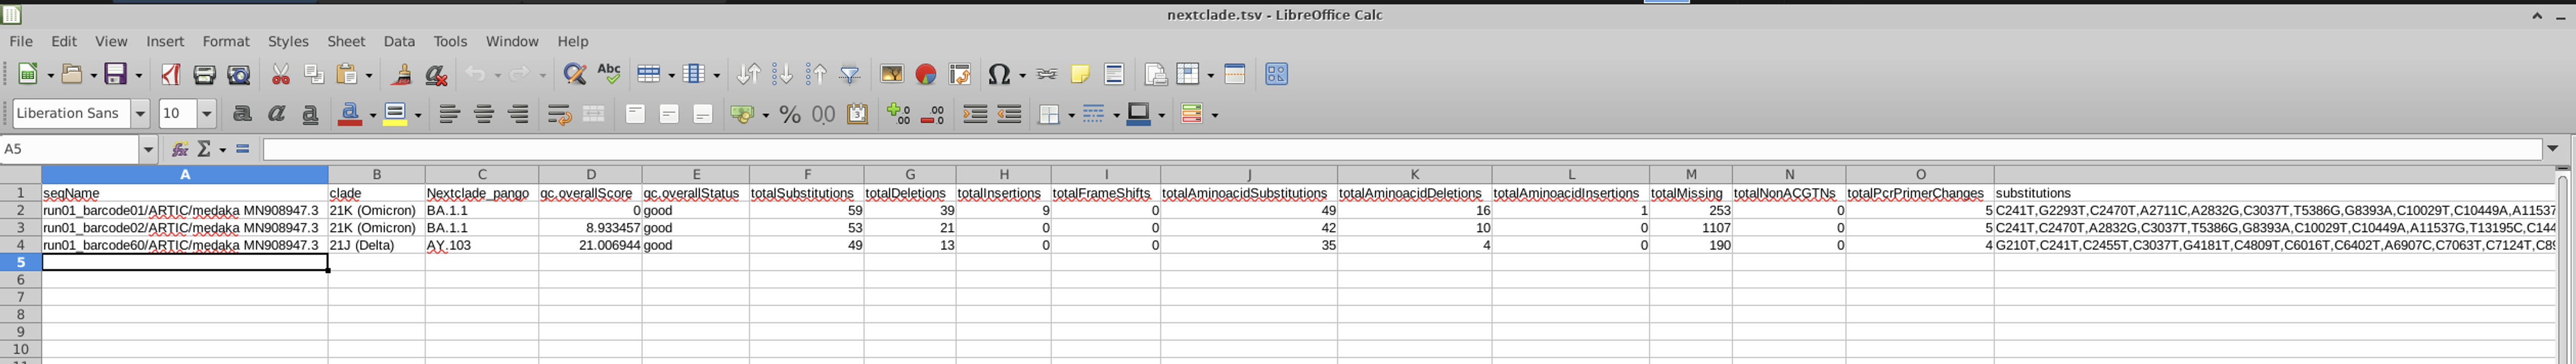 nextclade.tsv - LibreOffice Calc
File Edit View Insert Format Styles Sheet Data Tools Window Help
Liberation Sans 10
A5
A B C D E F G H I J K L M N O
1 seqName clade Nextclade_pango qc.overallScore qc.overallStatus totalSubstitutions totalDeletions totalInsertions totalFrameShifts totalAminoacidSubstitutions totalAminoacidDeletions totalAminoacidInsertions totalMissing totalNonACGTNs totalPcrPrimerChanges substitutions
2 run01_barcode01/ARTIC/medaka MN908947.3 21K (Omicron) BA.1.1 0 good 59 39 9 0 49 16 1 253 0 5 C241T,G2293T,C2470T,A2711C,A2832G,C3037T,T5386G,G8393A,C10029T,C10449A,A11537
3 run01_barcode02/ARTIC/medaka MN908947.3 21K (Omicron) BA.1.1 8.933457 good 53 21 0 0 42 10 0 1107 0 5 C241T,C2470T,A2832G,C3037T,T5386G,G8393A,C10029T,C10449A,A11537G,T13195C,C144
4 run01_barcode60/ARTIC/medaka MN908947.3 21J (Delta) AY.103 21.006944 good 49 13 0 0 35 4 0 190 0 4 G210T,C241T,C2455T,C3037T,G4181T,C4809T,C6016T,C6402T,A6907C,C7063T,C7124T,C89
5
6
7
8
9
10